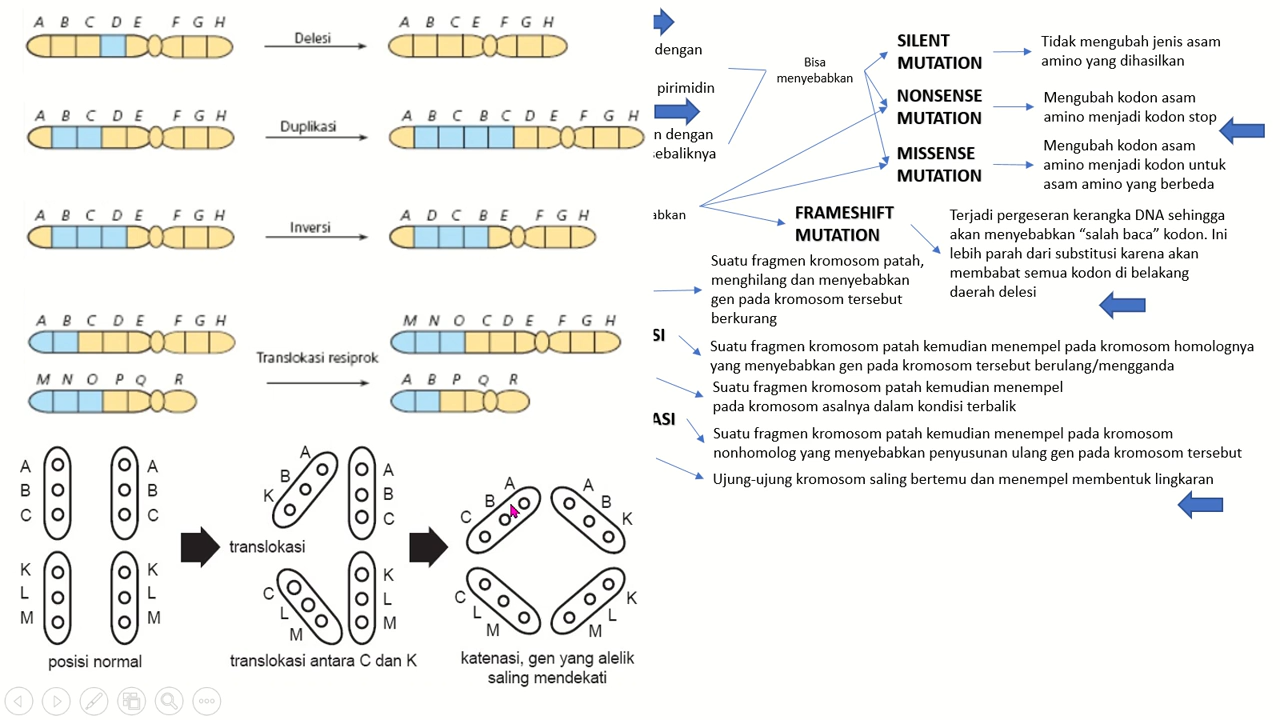 A B C D E F G H
Delesi
A B C E F G H
A B C D E F G H
Duplikasi
A B C B C D E F G H
A B C D E F G H
Inversi
A D C B E F G H
A B C D E F G H
M N O C D E F G H
Translokasi resiprok
M N O P Q R
A B P Q R
A
B
C
A
B
C
K
L
M
K
L
M
posisi normal
A
B
K
A
B
C
translokasi
C
L
M
K
L
M
translokasi antara C dan K
A
B
C
A
B
K
C
L
M
K
L
M
katenasi, gen yang alelik
saling mendekati
dengan
pirimidin
n dengan
sebaliknya
abkan
Bisa
menyebabkan
SILENT
MUTATION
Tidak mengubah jenis asam
amino yang dihasilkan
NONSENSE
MUTATION
Mengubah kodon asam
amino menjadi kodon stop
MISSENSE
MUTATION
Mengubah kodon asam
amino menjadi kodon untuk
asam amino yang berbeda
FRAMESHIFT
MUTATION
Terjadi pergeseran kerangka DNA sehingga
akan menyebabkan “salah baca” kodon. Ini
lebih parah dari substitusi karena akan
membabat semua kodon di belakang
daerah delesi
Suatu fragmen kromosom patah,
menghilang dan menyebabkan
gen pada kromosom tersebut
berkurang
SI
Suatu fragmen kromosom patah kemudian menempel pada kromosom homolognya
yang menyebabkan gen pada kromosom tersebut berulang/mengganda
Suatu fragmen kromosom patah kemudian menempel
pada kromosom asalnya dalam kondisi terbalik
ASI
Suatu fragmen kromosom patah kemudian menempel pada kromosom
nonhomolog yang menyebabkan penyusunan ulang gen pada kromosom tersebut
Ujung-ujung kromosom saling bertemu dan menempel membentuk lingkaran